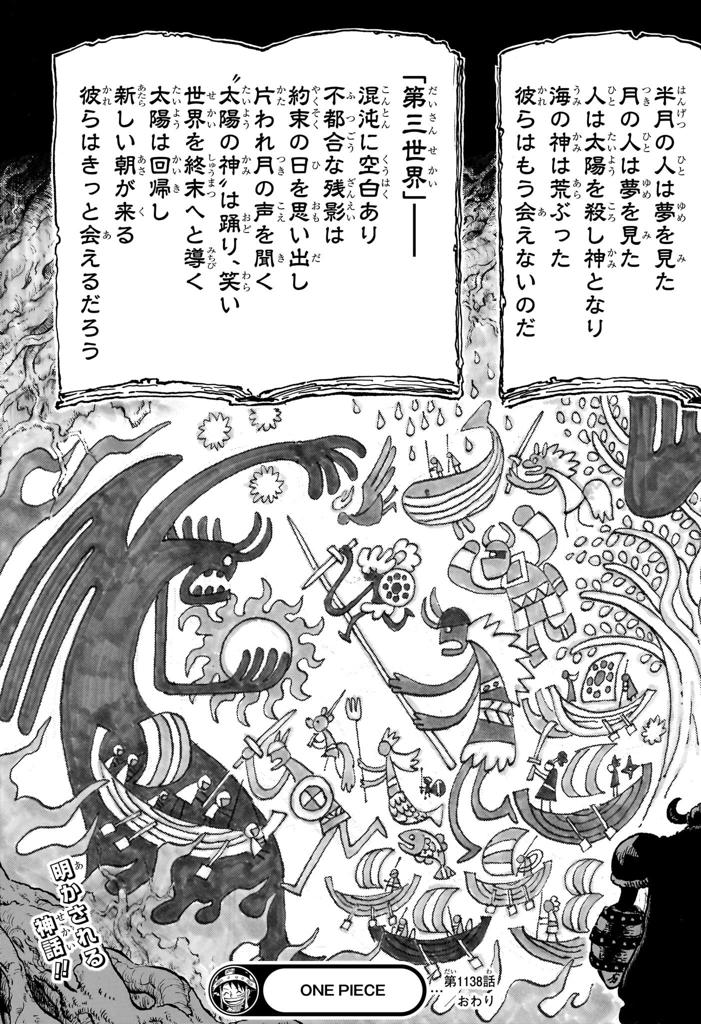 半月の人は夢を見た
月の人は夢を見た
人は太陽を殺し神となり
海の神は荒ぶった
彼らはもう会えないのだ
「第三世界」――
混沌に空白あり
不都合な残影は
約束の日を思い出し
片われ月の声を聞く
〝太陽の神〟は踊り、笑い
世界を終末へと導く
太陽は回帰し
新しい朝が来る
彼らはきっと会えるだろう
明かされる
神話!!
ONE PIECE
第1138話
…おわり